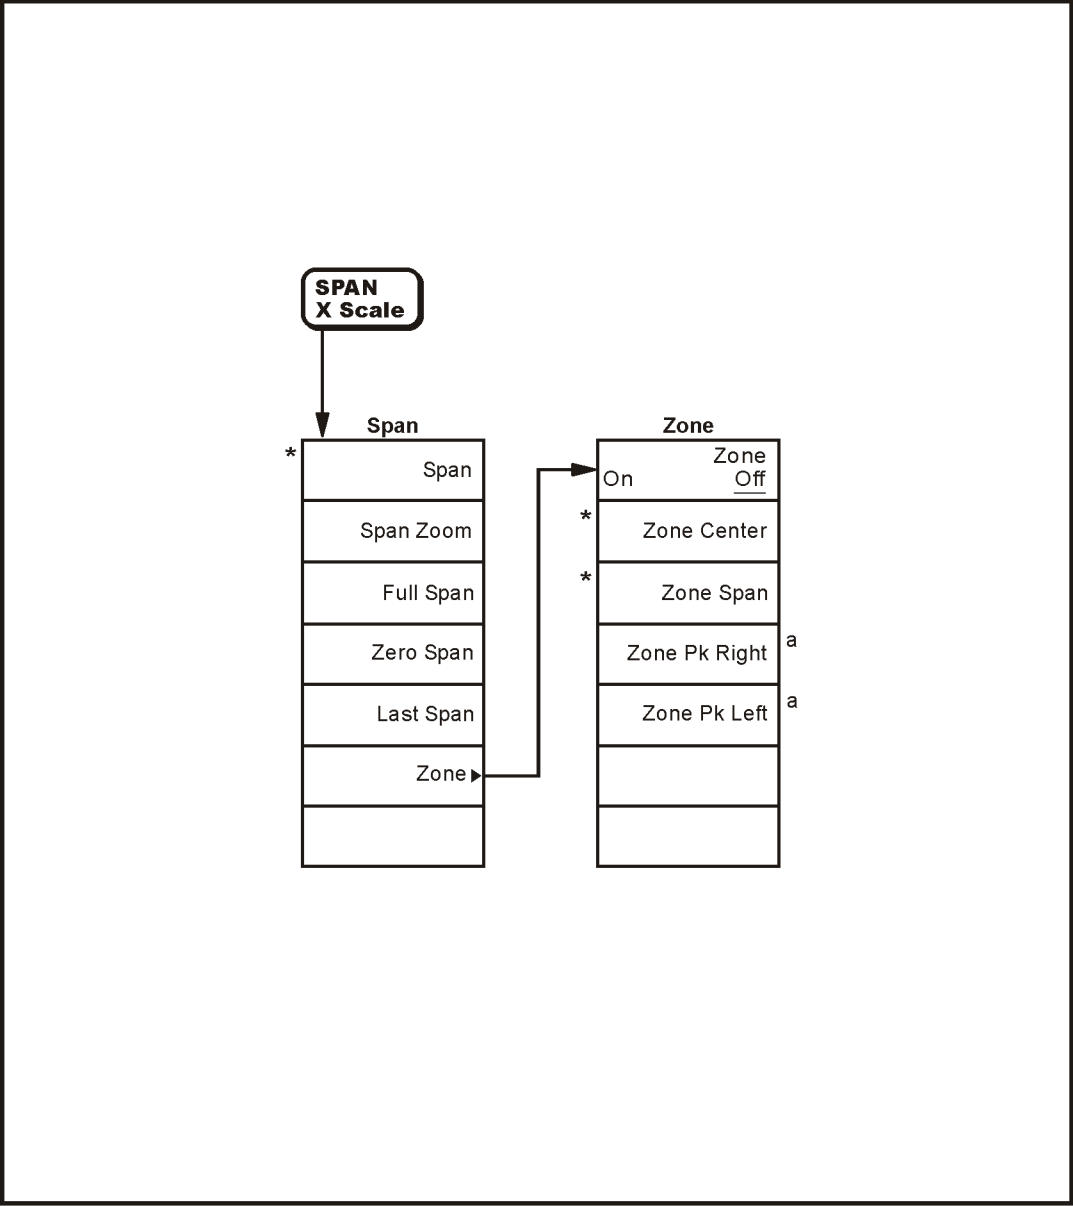 SPAN
X Scale
Span
* Span
Span Zoom
Full Span
Zero Span
Last Span
Zone
Zone
Zone
On Off
* Zone Center
* Zone Span
Zone Pk Right a
Zone Pk Left a